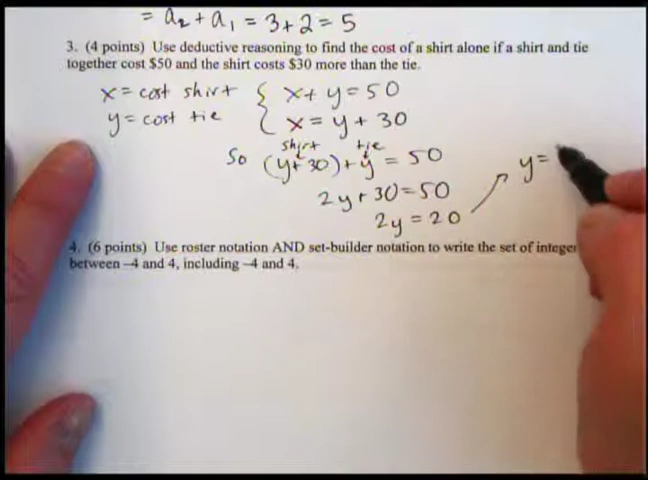 = a₂ + a₁ = 3 + 2 = 5
3. (4 points) Use deductive reasoning to find the cost of a shirt alone if a shirt and tie
together cost $50 and the shirt costs $30 more than the tie.
x = cost shirt { x + y = 50
y = cost tie x = y + 30
shirt tie
So (y + 30) + y = 50 y =
2y + 30 = 50
2y = 20
4. (6 points) Use roster notation AND set-builder notation to write the set of integer
between –4 and 4, including –4 and 4.